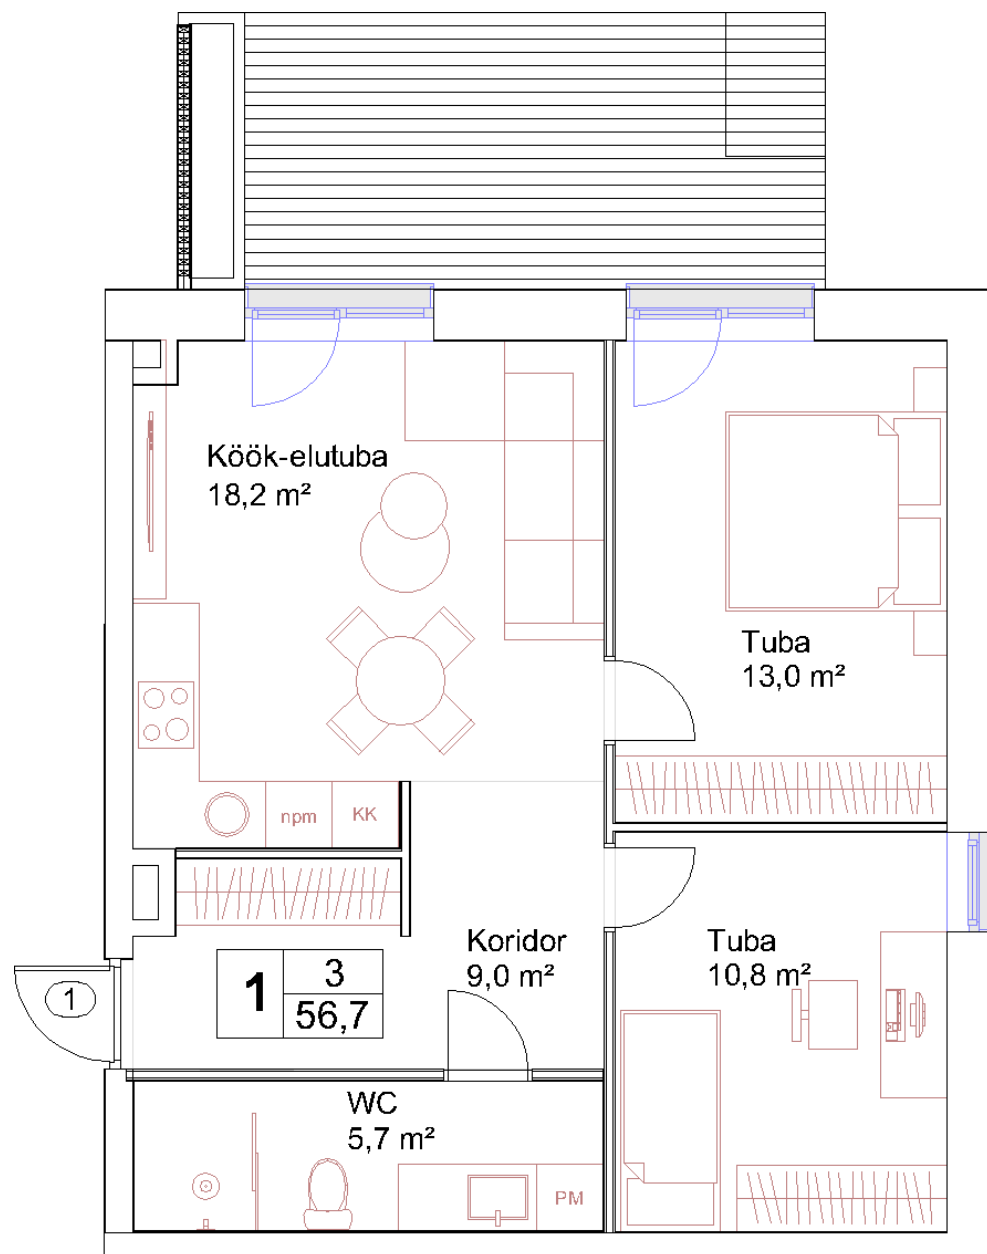 Köök-elutuba
18,2 m²
Tuba
13,0 m²
npm
KK
Koridor
9,0 m²
Tuba
10,8 m²
1
3
56,7
1
WC
5,7 m²
PM